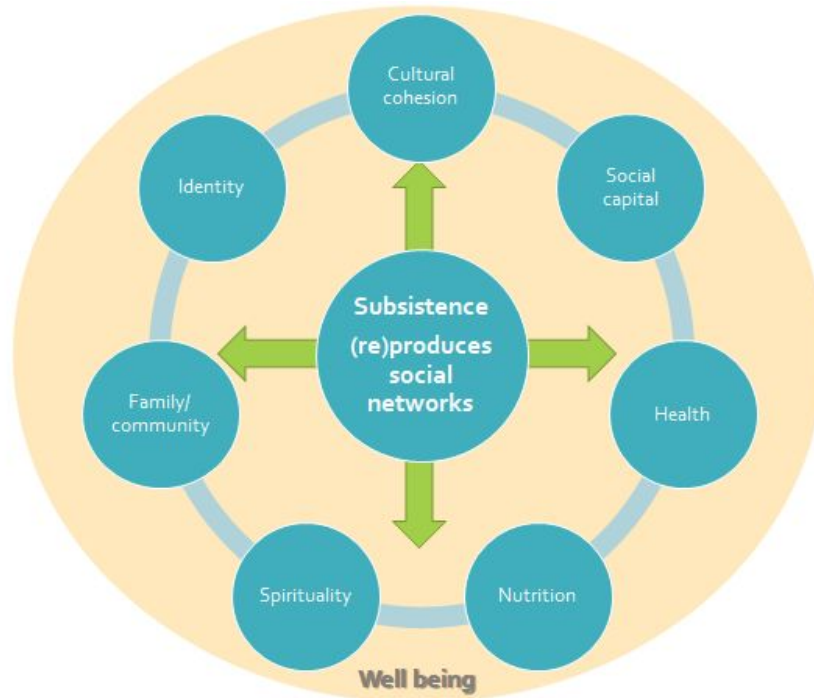 Cultural
cohesion
Social
capital
Health
Nutrition
Spirituality
Family/
community
Identity
Subsistence
(re)produces
social
networks
Well being